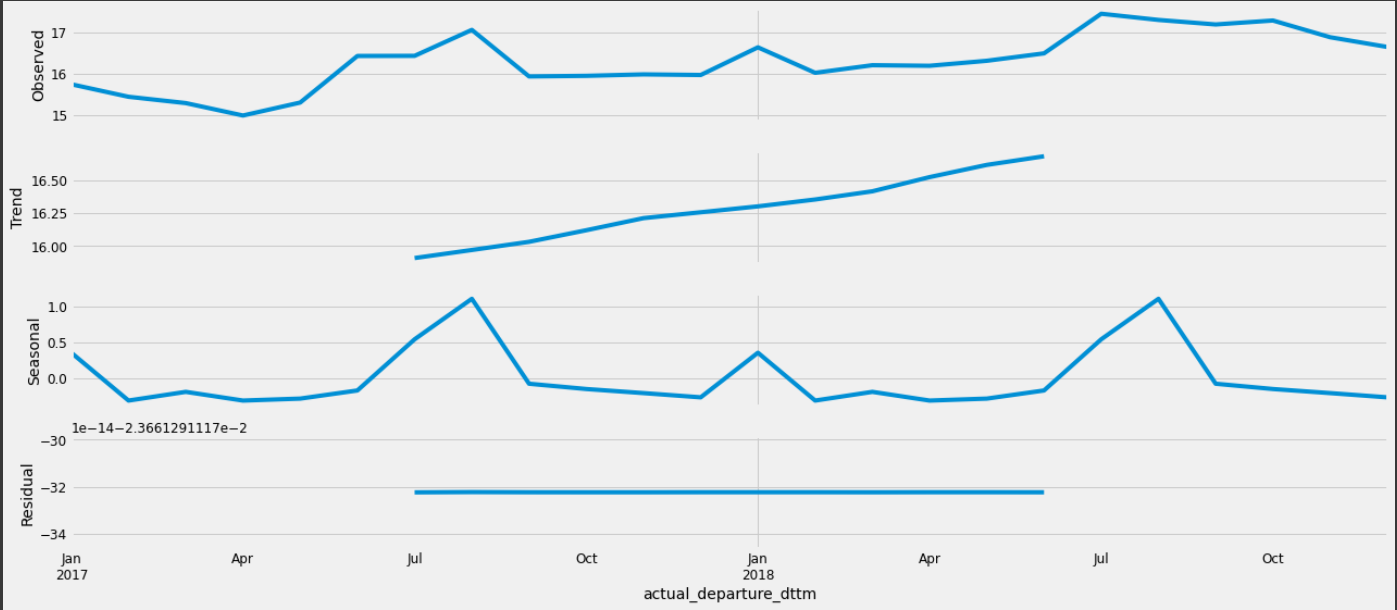 Observed
17
16
15
Trend
16.50
16.25
16.00
Seasonal
1.0
0.5
0.0
1e−14−2.3661291117e−2
Residual
−30
−32
−34
Jan Apr Jul Oct Jan Apr Jul Oct
2017 2018
actual_departure_dttm